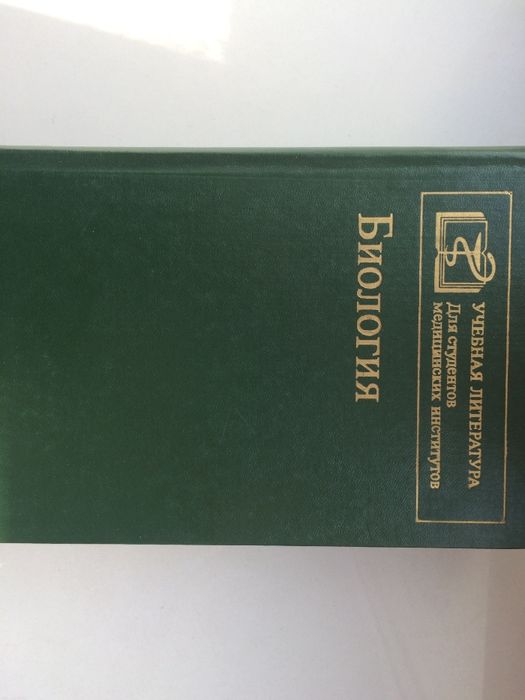 УЧЕБНАЯ ЛИТЕРАТУРА
Для студентов
медицинских институтов
Биология